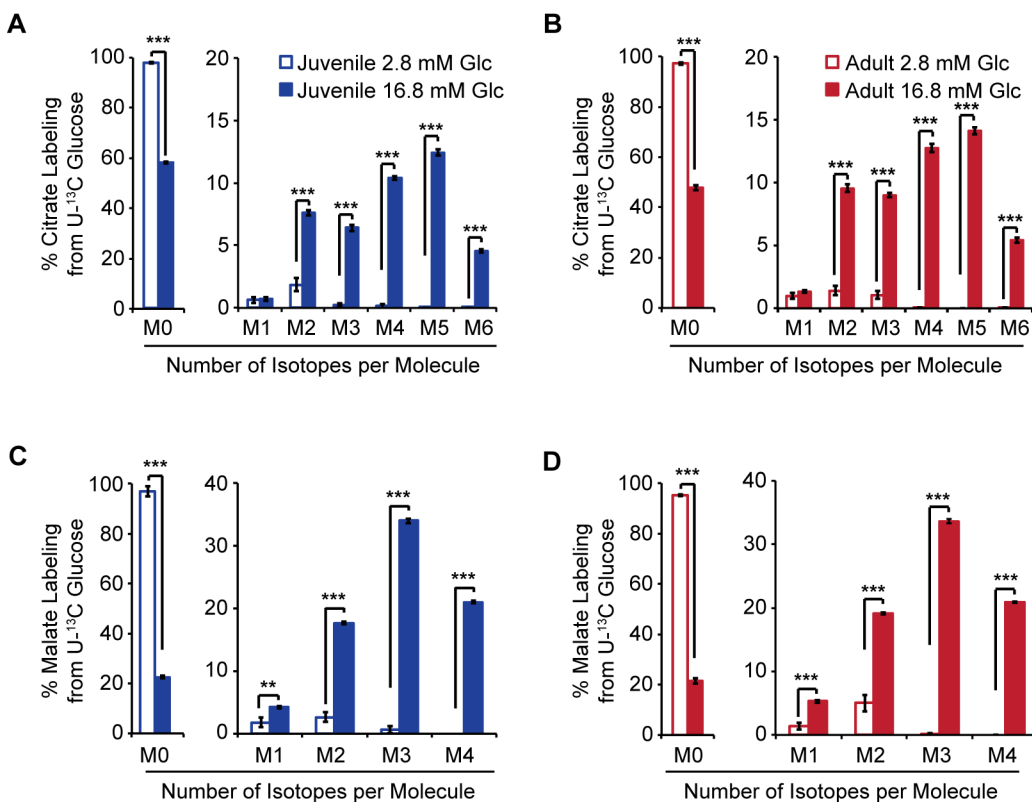 A
% Citrate Labeling
from U-¹³C Glucose
100
80
60
40
20
0
***
M0
20
15
10
5
0
Juvenile 2.8 mM Glc
Juvenile 16.8 mM Glc
***
***
***
***
***
M1 M2 M3 M4 M5 M6
Number of Isotopes per Molecule
B
% Citrate Labeling
from U-¹³C Glucose
100
80
60
40
20
0
***
M0
20
15
10
5
0
Adult 2.8 mM Glc
Adult 16.8 mM Glc
***
***
***
***
***
M1 M2 M3 M4 M5 M6
Number of Isotopes per Molecule
C
% Malate Labeling
from U-¹³C Glucose
100
80
60
40
20
0
***
M0
40
30
20
10
0
**
***
***
***
M1 M2 M3 M4
Number of Isotopes per Molecule
D
% Malate Labeling
from U-¹³C Glucose
100
80
60
40
20
0
***
M0
40
30
20
10
0
***
***
***
***
M1 M2 M3 M4
Number of Isotopes per Molecule